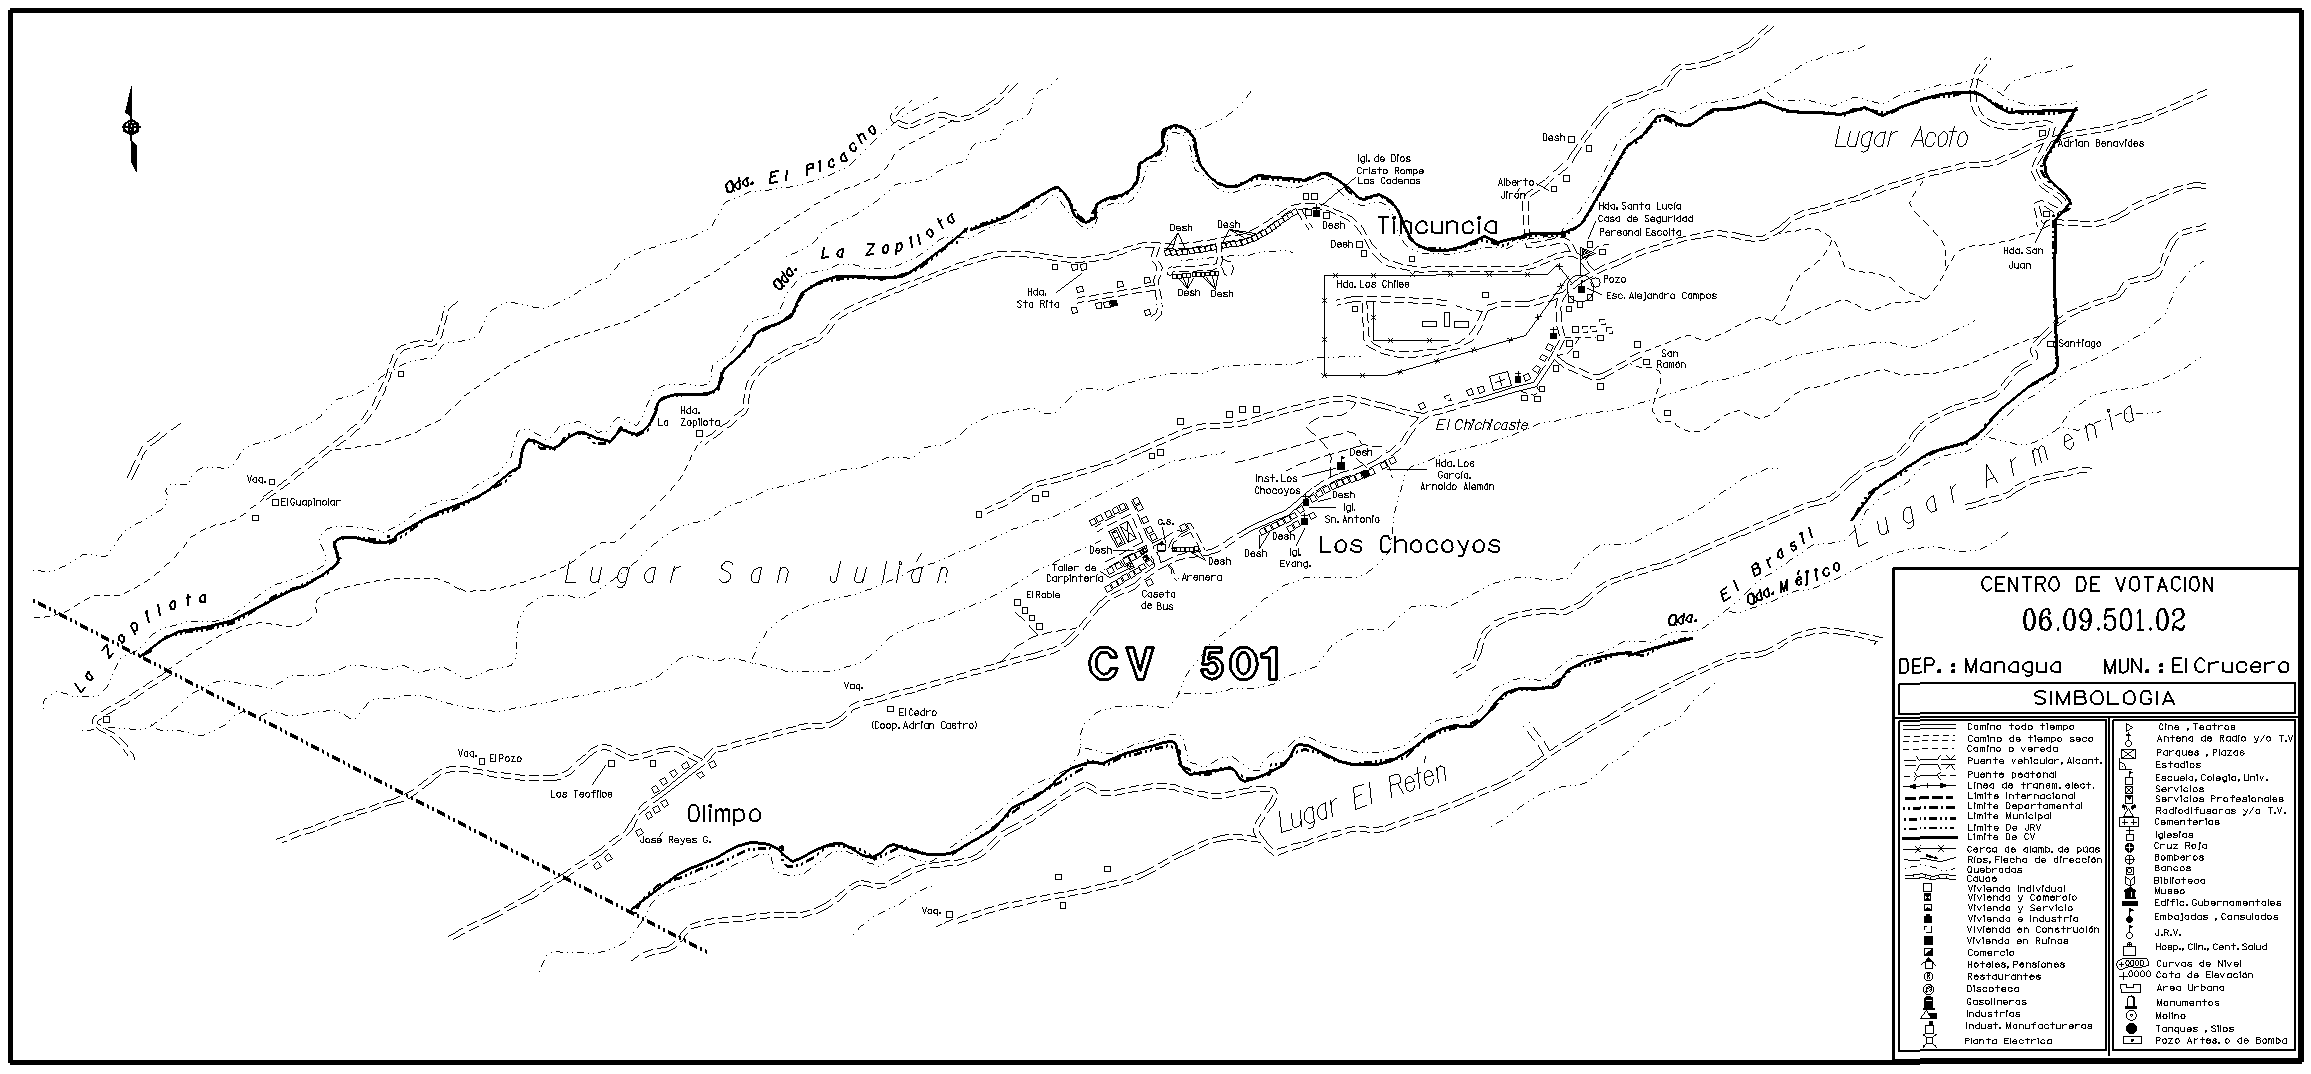 Qda. El Picacho
Qda. La Zopilota
Igl. de Dios
Cristo Rompe
Las Cadenas
Tincuncia
Desh
Desh
Desh
Desh
Desh
Desh
Hda.
Sta Rita
Desh
Alberto
Jirón
Hda. Santa Lucía
Casa de Seguridad
Personal Escolta
Lugar Acoto
Adrian Benavides
Hda. San
Juan
Hda. Los Chiles
Pozo
Esc. Alejandra Campos
Santiago
San
Ramón
Hda.
La Zopilota
El Chichicaste
Vaq.
El Guapinolar
Desh
Inst. Los
Chocoyos
Hda. Los
García.
Arnoldo Alemán
Desh
Igl.
Sn. Antonio
Desh
Desh
Igl.
Evang.
Los Chocoyos
C.S.
Desh
Desh
Taller de
Carpintería
Arenera
Caseta
de Bus
El Roble
Lugar San Julián
La Zopilota
Lugar Armenia
Qda. El Brasil
Qda. Méjico
CV 501
Vaq.
El Cedro
(Coop. Adrian Castro)
Vaq.
El Pozo
Los Teofilos
Olimpo
José Reyes G.
Lugar El Retén
Vaq.
CENTRO DE VOTACION
06.09.501.02
DEP.: Managua MUN.: El Crucero
SIMBOLOGIA
Camino todo tiempo
Camino de tiempo seco
Camino o vereda
Puente vehicular, Alcant.
Puente peatonal
Línea de transm. elect.
Limite Internacional
Limite Departamental
Limite Municipal
Limite De JRV
Limite De CV
Cerca de alamb. de púas
Ríos, Flecha de dirección
Quebradas
Cause
Vivienda Individual
Vivienda y Comercio
Vivienda y Servicio
Vivienda e Industria
Vivienda en Construción
Vivienda en Ruinas
Comercio
Hoteles, Pensiones
Restaurantes
Discoteca
Gasolineras
Industrias
Indust. Manufactureras
Planta Electrica
Cine , Teatros
Antena de Radio y/o T.V
Parques , Plazas
Estadios
Escuela, Colegio, Univ.
Servicios
Servicios Profesionales
Radiodifusoras y/o T.V.
Cementerios
Iglesias
Cruz Roja
Bomberos
Bancos
Biblioteca
Museo
Edific. Gubernamentales
Embajadas , Consulados
J.R.V.
Hosp., Clin., Cent. Salud
Curvas de Nivel
+0000 Cota de Elevación
Area Urbana
Monumentos
Molino
Tanques , Silos
Pozo Artes. o de Bomba